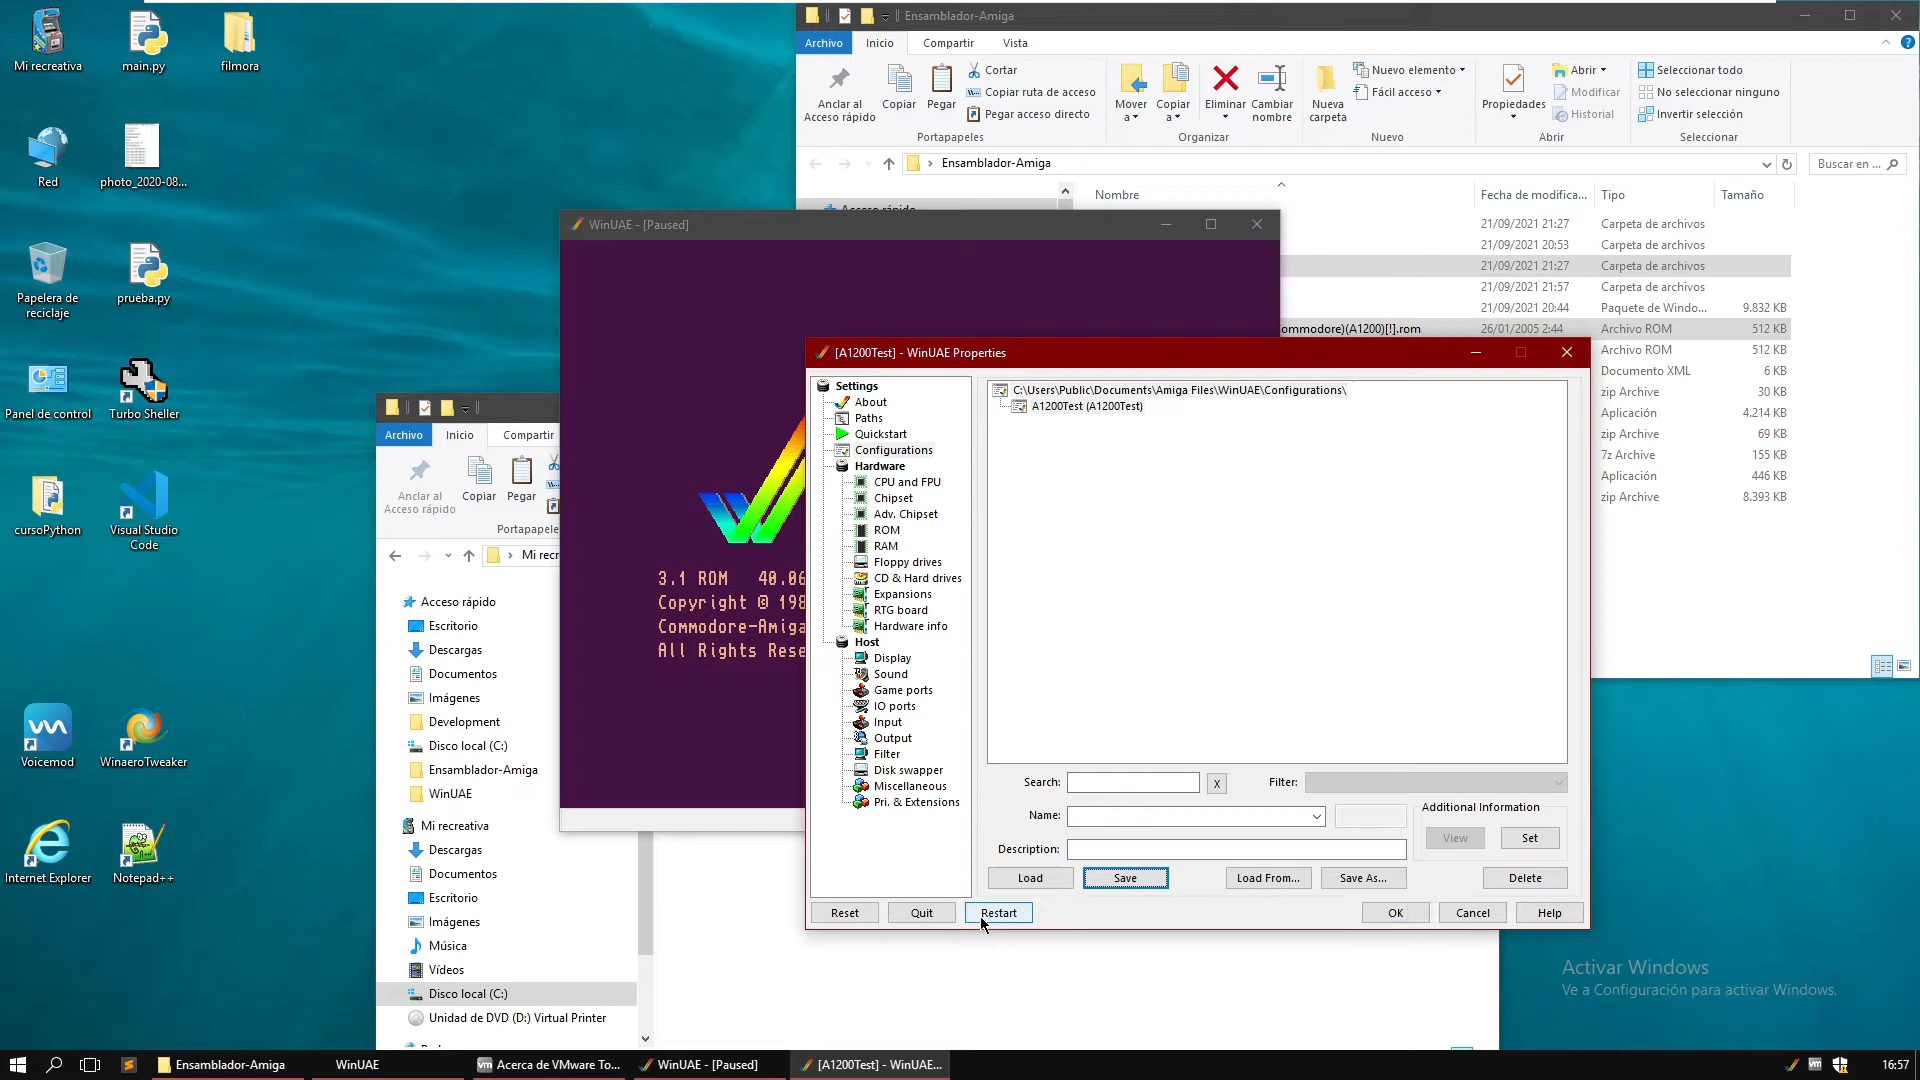 Mi recreativa
main.py
filmora
Red
photo_2020-08...
Papelera de
reciclaje
prueba.py
Panel de control
Turbo Sheller
cursoPython
Visual Studio
Code
Voicemod
WinaeroTweaker
Internet Explorer
Notepad++
Ensamblador-Amiga
Archivo
Inicio
Compartir
Vista
Anclar al
Acceso rápido
Copiar
Pegar
Cortar
Copiar ruta de acceso
Pegar acceso directo
Portapapeles
Mover
a
Copiar
a
Eliminar
Cambiar
nombre
Organizar
Nueva
carpeta
Nuevo elemento
Fácil acceso
Nuevo
Propiedades
Abrir
Modificar
Historial
Abrir
Seleccionar todo
No seleccionar ninguno
Invertir selección
Seleccionar
Ensamblador-Amiga
Buscar en ...
Nombre
Fecha de modifica...
Tipo
Tamaño
21/09/2021 21:27 Carpeta de archivos
21/09/2021 20:53 Carpeta de archivos
21/09/2021 21:27 Carpeta de archivos
21/09/2021 21:57 Carpeta de archivos
21/09/2021 20:44 Paquete de Windo... 9.832 KB
ommodore)(A1200)[!].rom 26/01/2005 2:44 Archivo ROM 512 KB
Archivo ROM 512 KB
Documento XML 6 KB
zip Archive 30 KB
Aplicación 4.214 KB
zip Archive 69 KB
7z Archive 155 KB
Aplicación 446 KB
zip Archive 8.393 KB
WinUAE - [Paused]
3.1 ROM 40.06
Copyright © 198
Commodore-Amiga
All Rights Rese
Archivo
Inicio
Compartir
Anclar al
Acceso rápido
Copiar
Pegar
Portapapele
Mi recr
Acceso rápido
Escritorio
Descargas
Documentos
Imágenes
Development
Disco local (C:)
Ensamblador-Amiga
WinUAE
Mi recreativa
Descargas
Documentos
Escritorio
Imágenes
Música
Vídeos
Disco local (C:)
Unidad de DVD (D:) Virtual Printer
[A1200Test] - WinUAE Properties
Settings
About
Paths
Quickstart
Configurations
Hardware
CPU and FPU
Chipset
Adv. Chipset
ROM
RAM
Floppy drives
CD & Hard drives
Expansions
RTG board
Hardware info
Host
Display
Sound
Game ports
IO ports
Input
Output
Filter
Disk swapper
Miscellaneous
Pri. & Extensions
C:\Users\Public\Documents\Amiga Files\WinUAE\Configurations\
A1200Test (A1200Test)
Search:
X
Filter:
Name:
Additional Information
View
Set
Description:
Load
Save
Load From...
Save As...
Delete
Reset
Quit
Restart
OK
Cancel
Help
Activar Windows
Ve a Configuración para activar Windows.
Ensamblador-Amiga
WinUAE
Acerca de VMware To...
WinUAE - [Paused]
[A1200Test] - WinUAE...
16:57